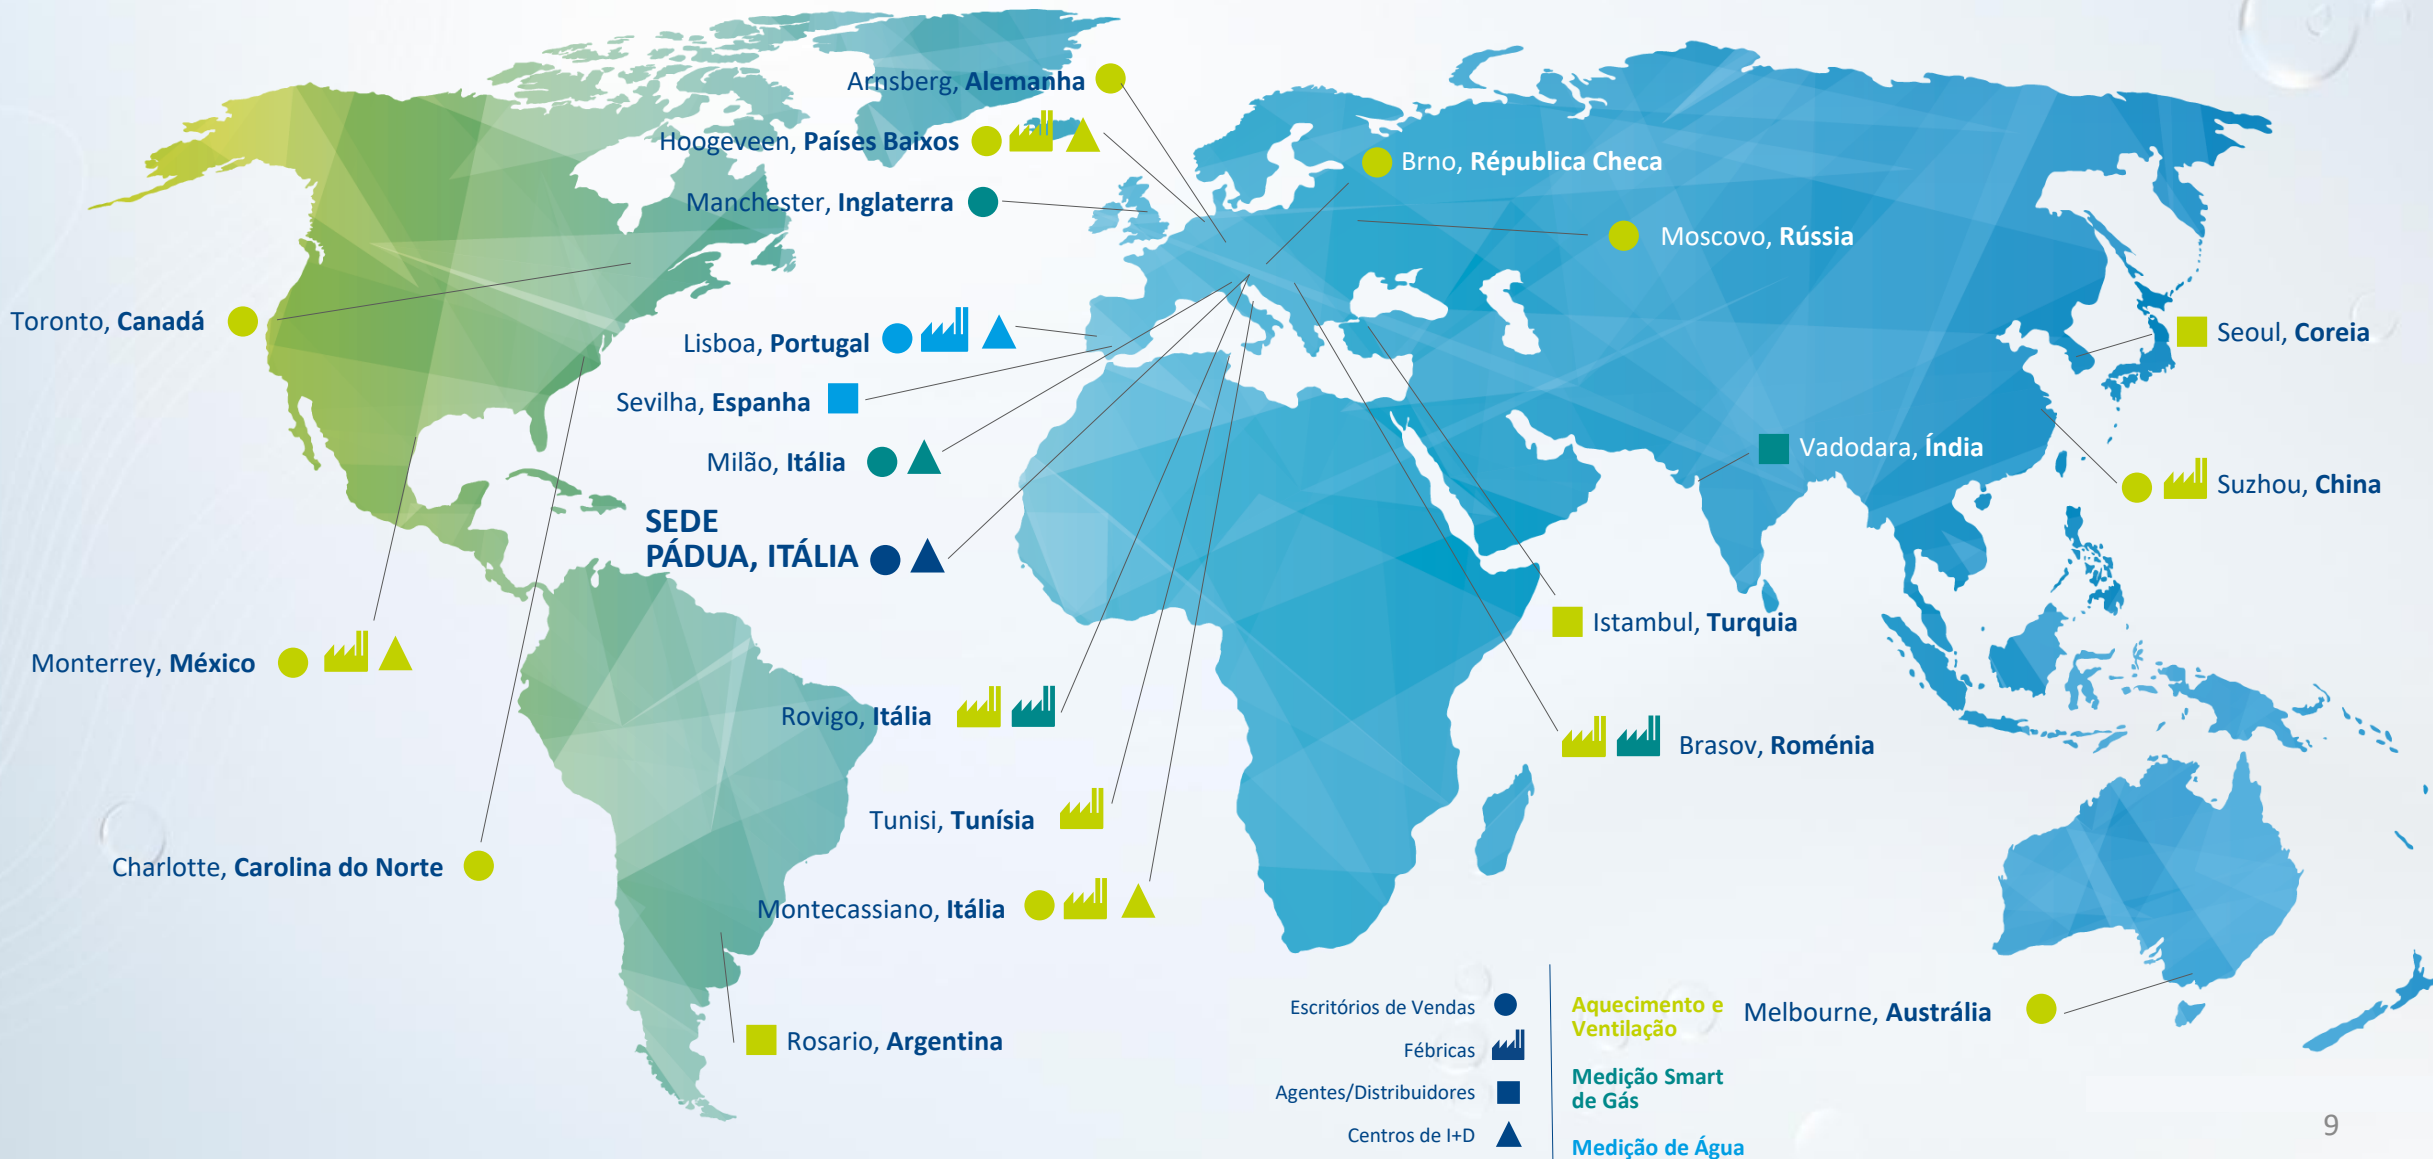 Arnsberg, Alemanha
Hoogeveen, Países Baixos
Brno, Républica Checa
Manchester, Inglaterra
Moscovo, Rússia
Toronto, Canadá
Lisboa, Portugal
Seoul, Coreia
Sevilha, Espanha
Milão, Itália
Vadodara, Índia
Suzhou, China
SEDE
PÁDUA, ITÁLIA
Istambul, Turquia
Monterrey, México
Rovigo, Itália
Brasov, Roménia
Tunisi, Tunísia
Charlotte, Carolina do Norte
Montecassiano, Itália
Rosario, Argentina
Melbourne, Austrália
Escritórios de Vendas
Fébricas
Agentes/Distribuidores
Centros de I+D
Aquecimento e
Ventilação
Medição Smart
de Gás
Medição de Água
9